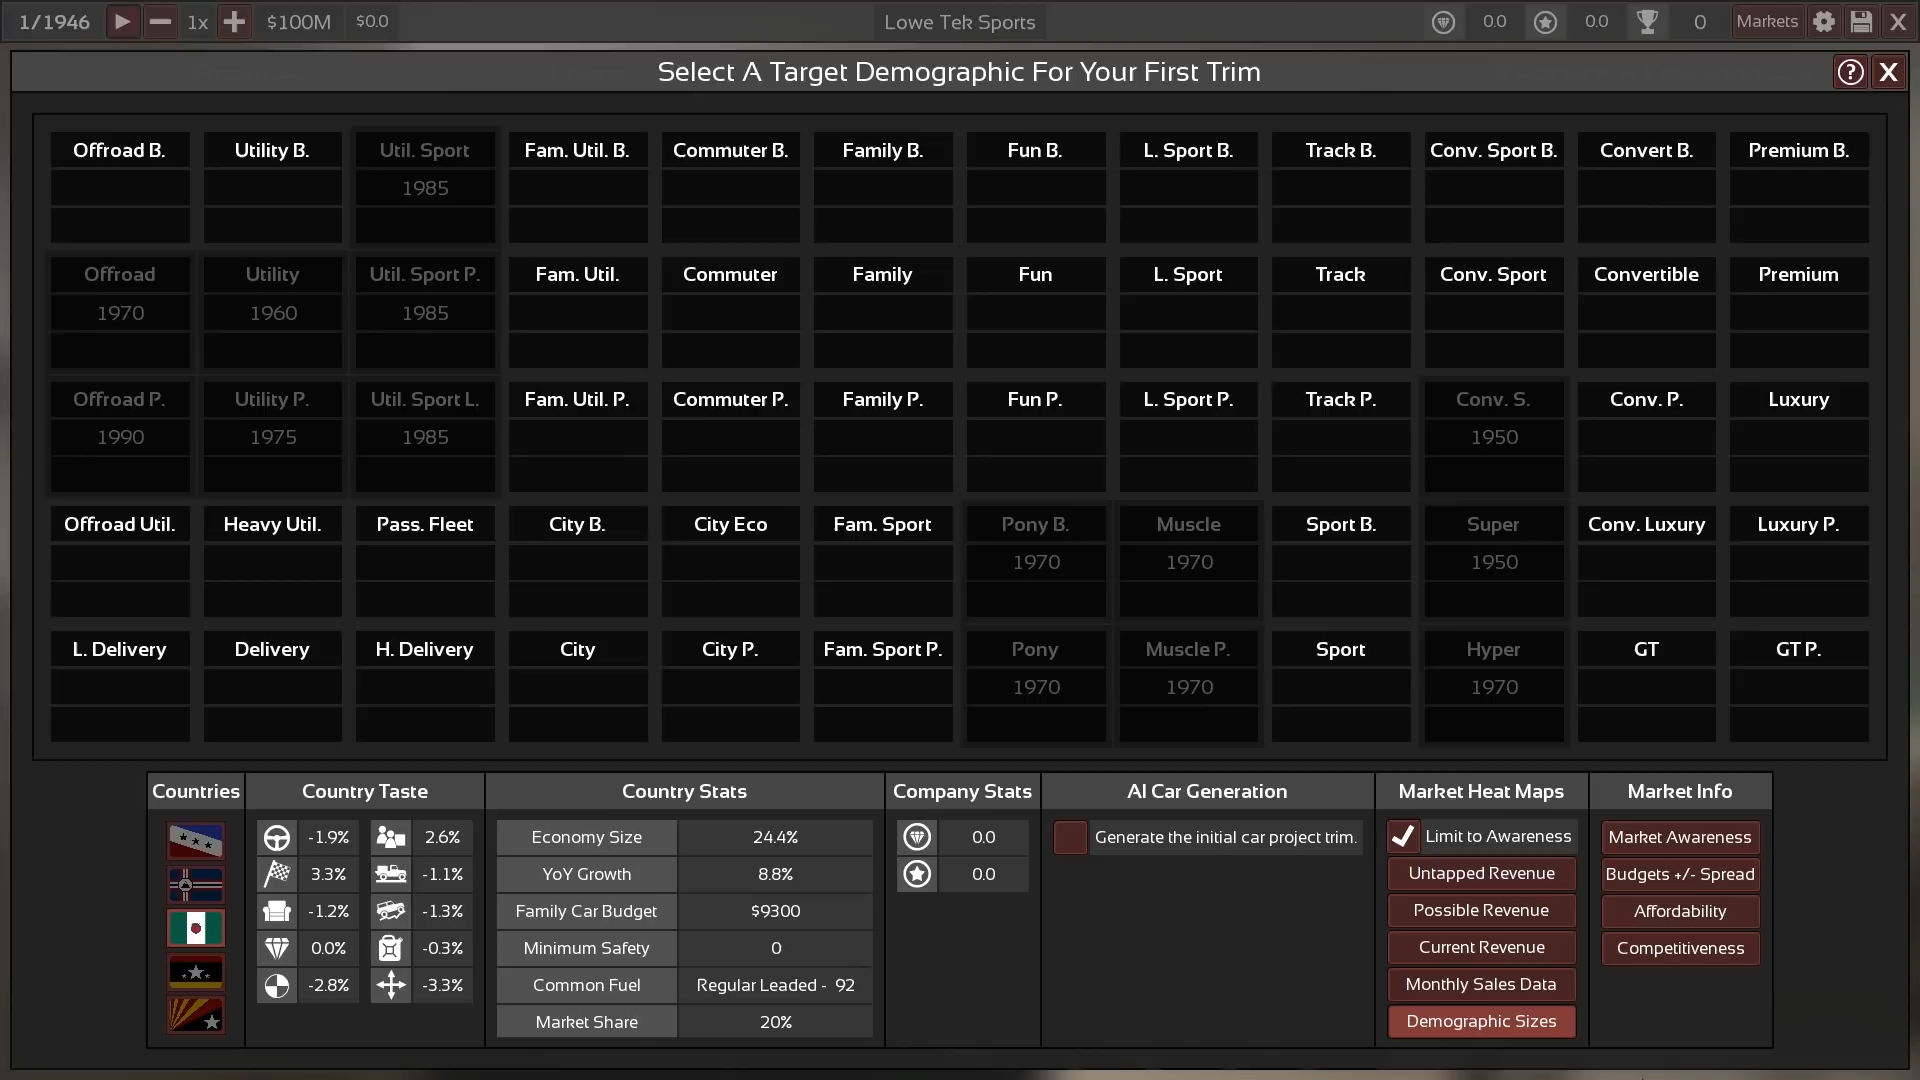 1/1946 1x $100M $0.0 Lowe Tek Sports 0.0 0.0 0 Markets X
Select A Target Demographic For Your First Trim ? X
Offroad B. Utility B. Util. Sport Fam. Util. B. Commuter B. Family B. Fun B. L. Sport B. Track B. Conv. Sport B. Convert B. Premium B.
1985
Offroad Utility Util. Sport P. Fam. Util. Commuter Family Fun L. Sport Track Conv. Sport Convertible Premium
1970 1960 1985
Offroad P. Utility P. Util. Sport L. Fam. Util. P. Commuter P. Family P. Fun P. L. Sport P. Track P. Conv. S. Conv. P. Luxury
1990 1975 1985 1950
Offroad Util. Heavy Util. Pass. Fleet City B. City Eco Fam. Sport Pony B. Muscle Sport B. Super Conv. Luxury Luxury P.
1970 1970 1950
L. Delivery Delivery H. Delivery City City P. Fam. Sport P. Pony Muscle P. Sport Hyper GT GT P.
1970 1970 1970
Countries Country Taste Country Stats Company Stats AI Car Generation Market Heat Maps Market Info
-1.9% 2.6% Economy Size 24.4% 0.0 Generate the initial car project trim. Limit to Awareness Market Awareness
3.3% -1.1% YoY Growth 8.8% 0.0 Untapped Revenue Budgets +/- Spread
-1.2% -1.3% Family Car Budget $9300 Possible Revenue Affordability
0.0% -0.3% Minimum Safety 0 Current Revenue Competitiveness
-2.8% -3.3% Common Fuel Regular Leaded - 92 Monthly Sales Data
Market Share 20% Demographic Sizes